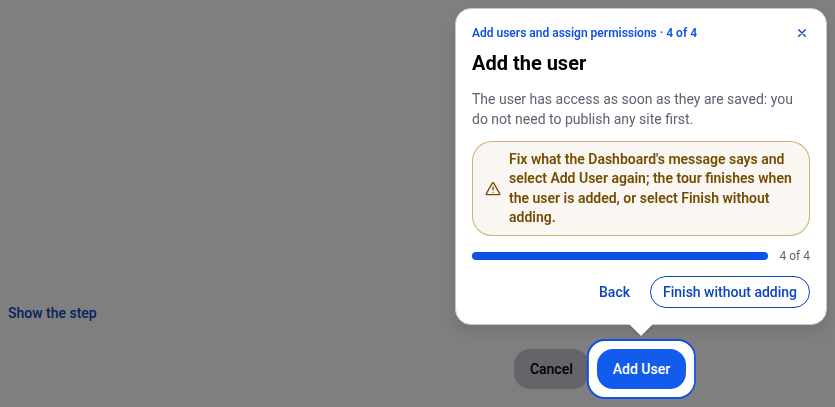 Add users and assign permissions · 4 of 4
Add the user
The user has access as soon as they are saved: you
do not need to publish any site first.
Fix what the Dashboard's message says and
select Add User again; the tour finishes when
the user is added, or select Finish without
adding.
4 of 4
Back
Finish without adding
Show the step
Cancel
Add User